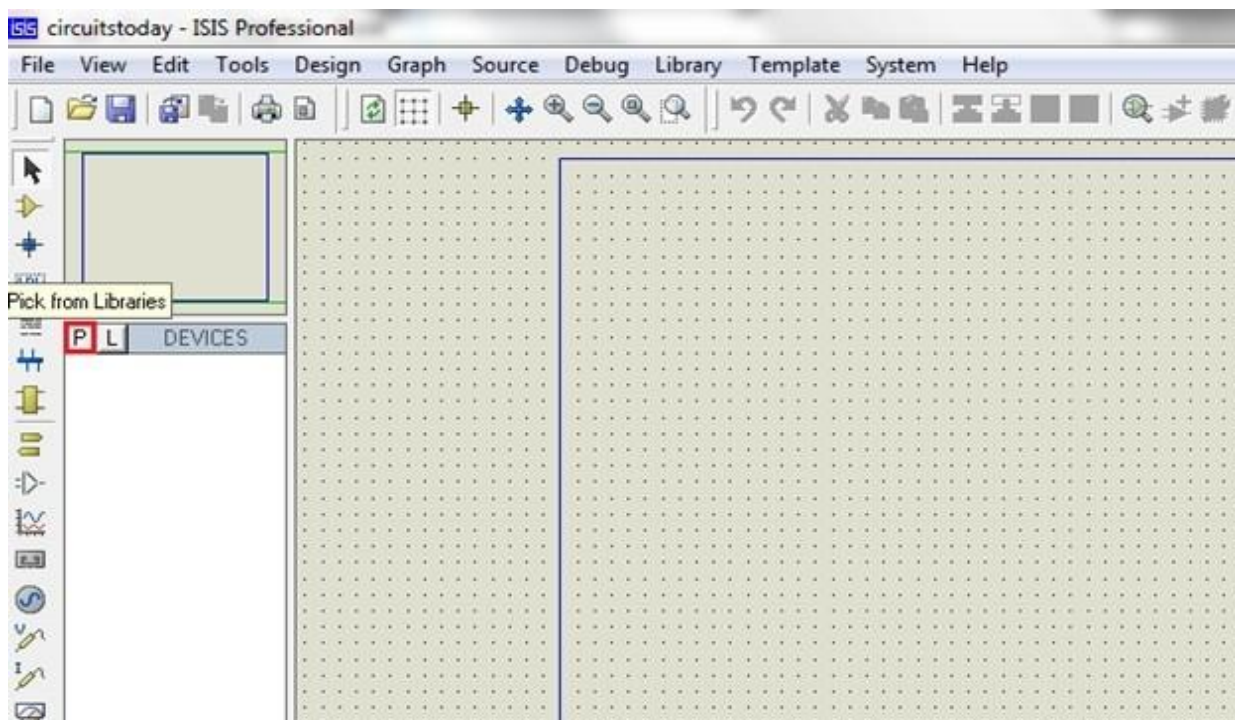 ISIS circuitstoday - ISIS Professional
File View Edit Tools Design Graph Source Debug Library Template System Help
Pick from Libraries
P L DEVICES